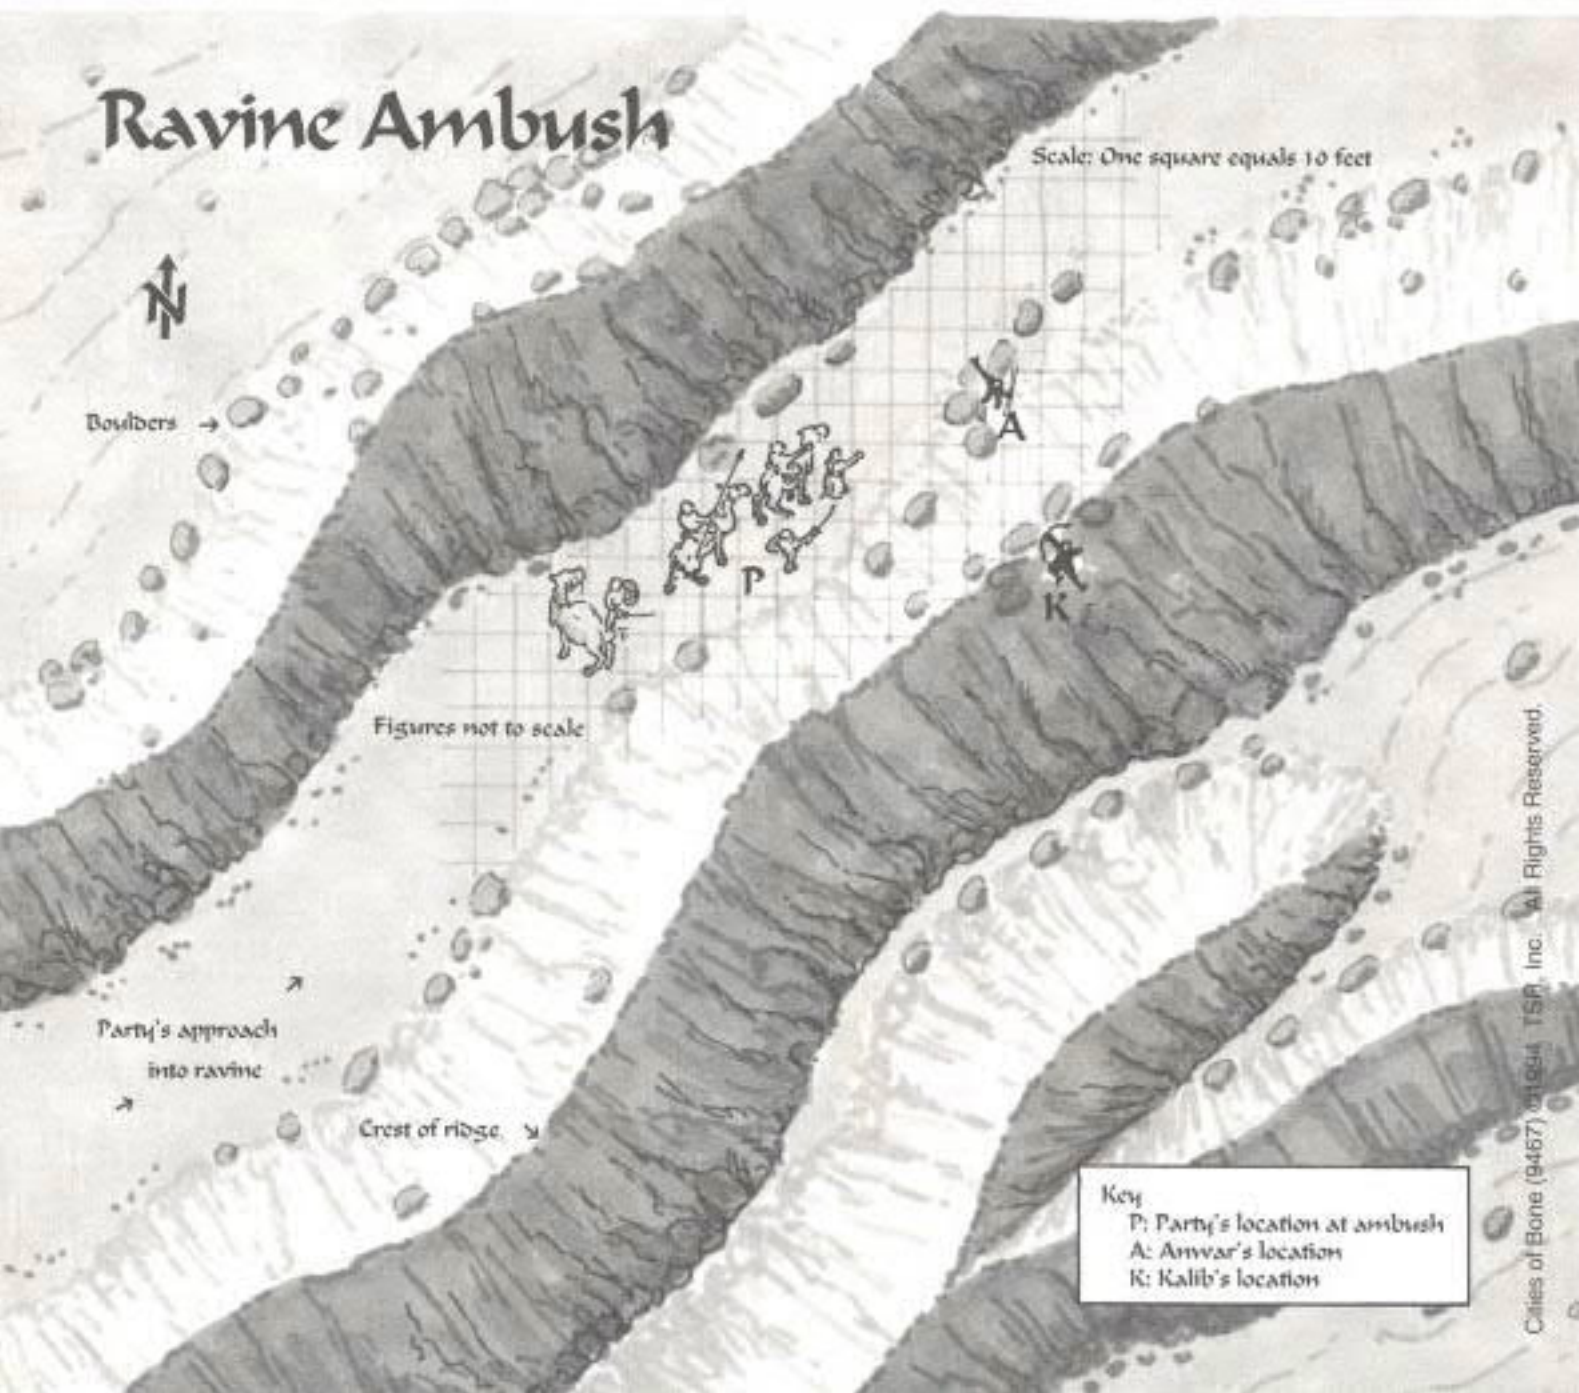 Ravine Ambush
Scale: One square equals 10 feet
N
Boulders
A
P
K
Figures not to scale
Party's approach
into ravine
Crest of ridge
Key
P: Party's location at ambush
A: Anwar's location
K: Kalib's location
Cities of Bone (9467) ©1994 TSR, Inc. All Rights Reserved.